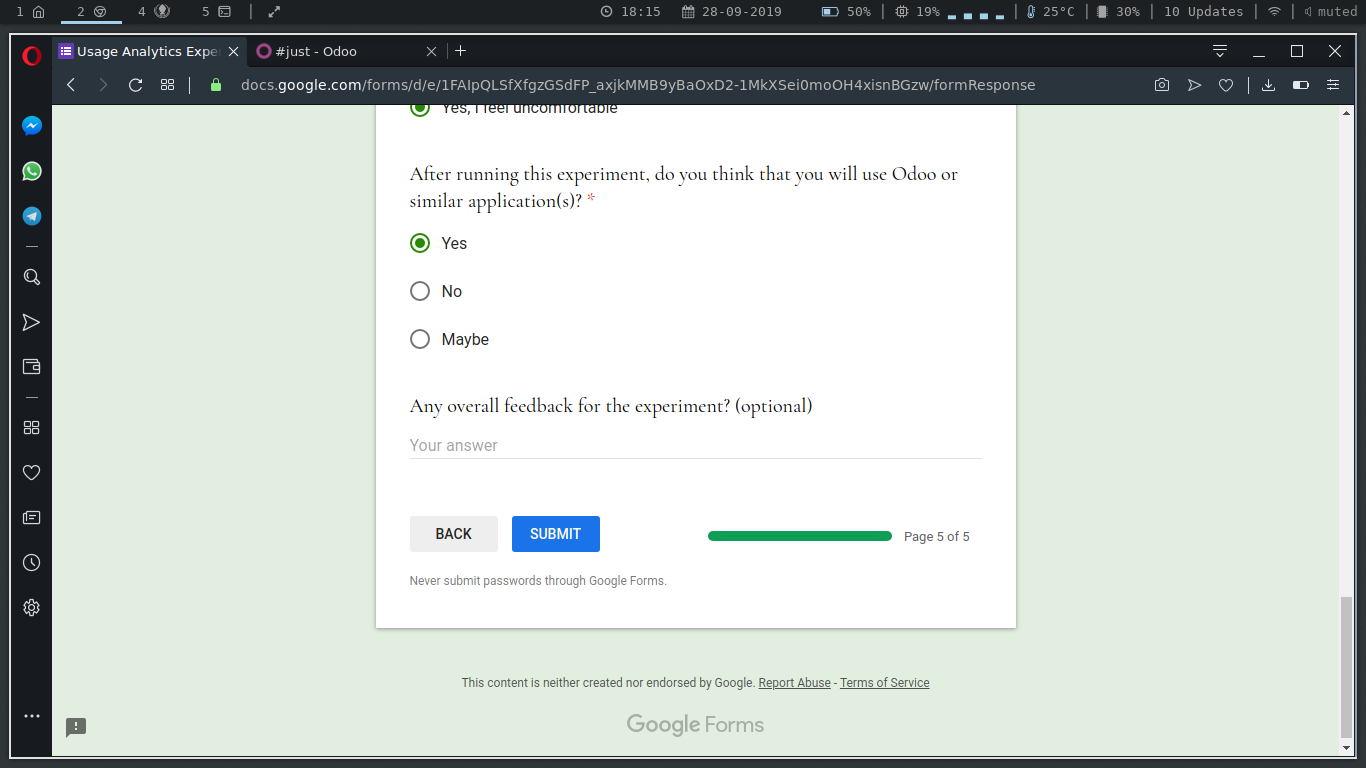 1 2 4 5 18:15 28-09-2019 50% 19% 25°C 30% 10 Updates muted
Usage Analytics Expe #just - Odoo
docs.google.com/forms/d/e/1FAIpQLSfXfgzGSdFP_axjkMMB9yBaOxD2-1MkXSei0moOH4xisnBGzw/formResponse
Yes, I feel uncomfortable
After running this experiment, do you think that you will use Odoo or
similar application(s)? *
Yes
No
Maybe
Any overall feedback for the experiment? (optional)
Your answer
BACK SUBMIT Page 5 of 5
Never submit passwords through Google Forms.
This content is neither created nor endorsed by Google. Report Abuse - Terms of Service
Google Forms